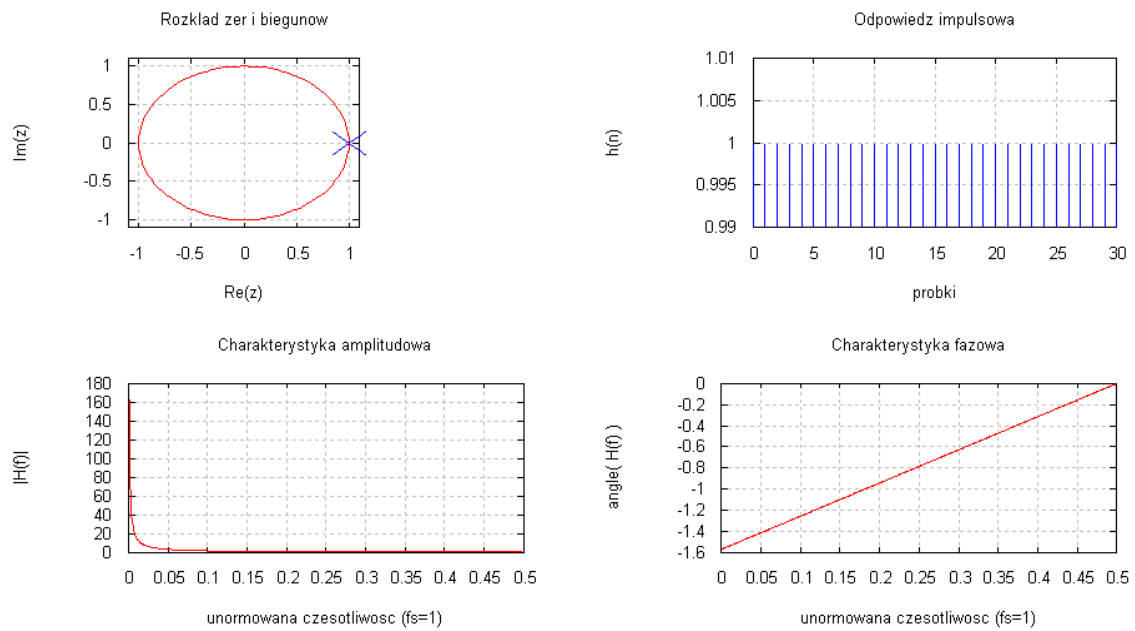 Rozklad zer i biegunow
1
0.5
0
-0.5
-1
Im(z)
-1 -0.5 0 0.5 1
Re(z)
Odpowiedz impulsowa
1.01
1.005
1
0.995
0.99
h(n)
0 5 10 15 20 25 30
probki
Charakterystyka amplitudowa
180
160
140
120
100
80
60
40
20
0
|H(f)|
0 0.05 0.1 0.15 0.2 0.25 0.3 0.35 0.4 0.45 0.5
unormowana czesotliwosc (fs=1)
Charakterystyka fazowa
0
-0.2
-0.4
-0.6
-0.8
-1
-1.2
-1.4
-1.6
angle( H(f) )
0 0.05 0.1 0.15 0.2 0.25 0.3 0.35 0.4 0.45 0.5
unormowana czesotliwosc (fs=1)